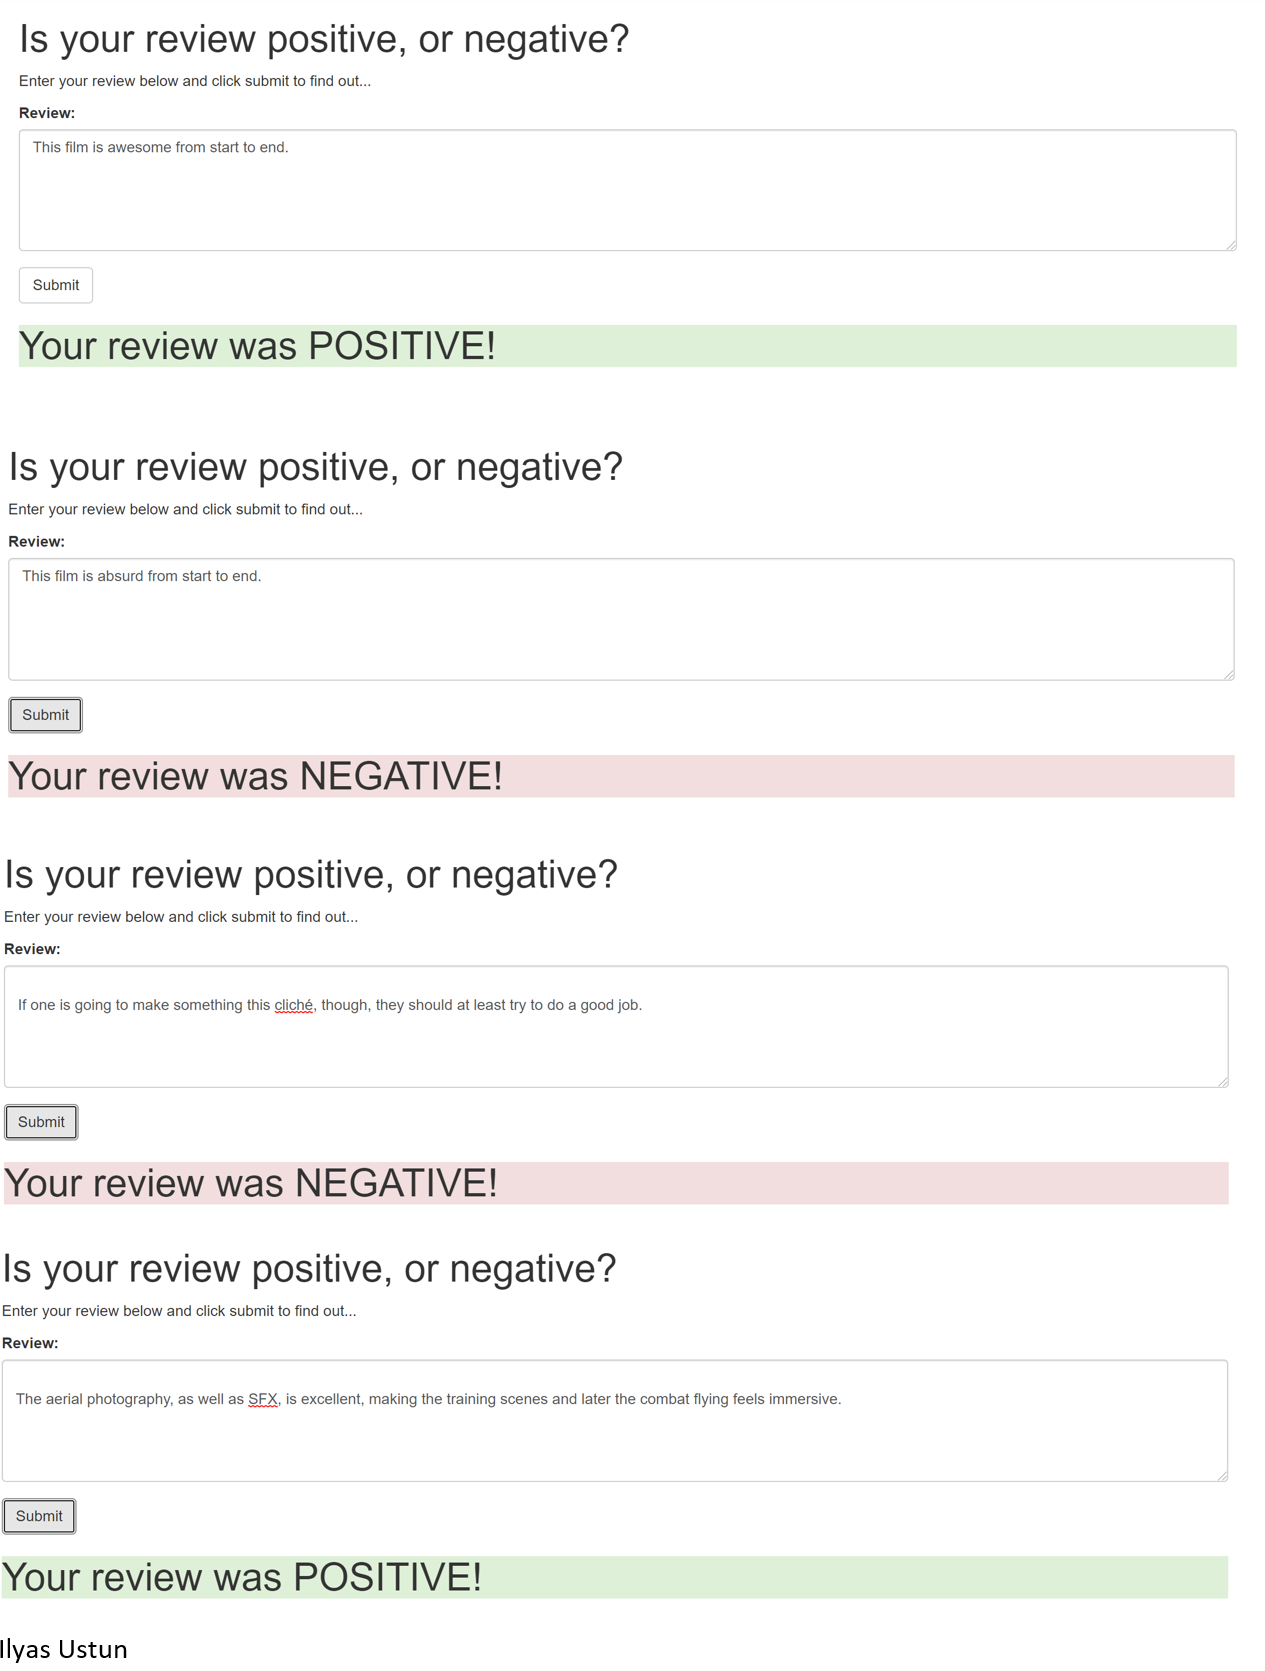 Is your review positive, or negative?
Enter your review below and click submit to find out...
Review:
This film is awesome from start to end.
Submit
Your review was POSITIVE!
Is your review positive, or negative?
Enter your review below and click submit to find out...
Review:
This film is absurd from start to end.
Submit
Your review was NEGATIVE!
Is your review positive, or negative?
Enter your review below and click submit to find out...
Review:
If one is going to make something this cliché, though, they should at least try to do a good job.
Submit
Your review was NEGATIVE!
Is your review positive, or negative?
Enter your review below and click submit to find out...
Review:
The aerial photography, as well as SFX, is excellent, making the training scenes and later the combat flying feels immersive.
Submit
Your review was POSITIVE!
Ilyas Ustun